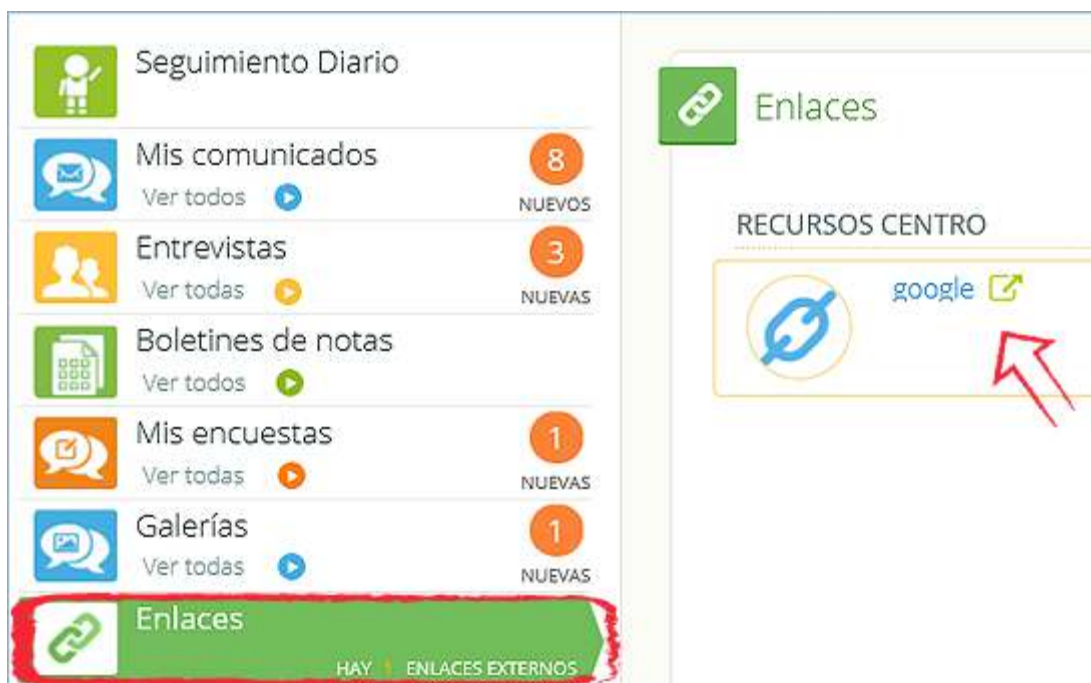 Seguimiento Diario
Mis comunicados
Ver todos
8
NUEVOS
Entrevistas
Ver todas
3
NUEVAS
Boletines de notas
Ver todos
Mis encuestas
Ver todas
1
NUEVAS
Galerías
Ver todas
1
NUEVAS
Enlaces
HAY 1 ENLACES EXTERNOS
Enlaces
RECURSOS CENTRO
google